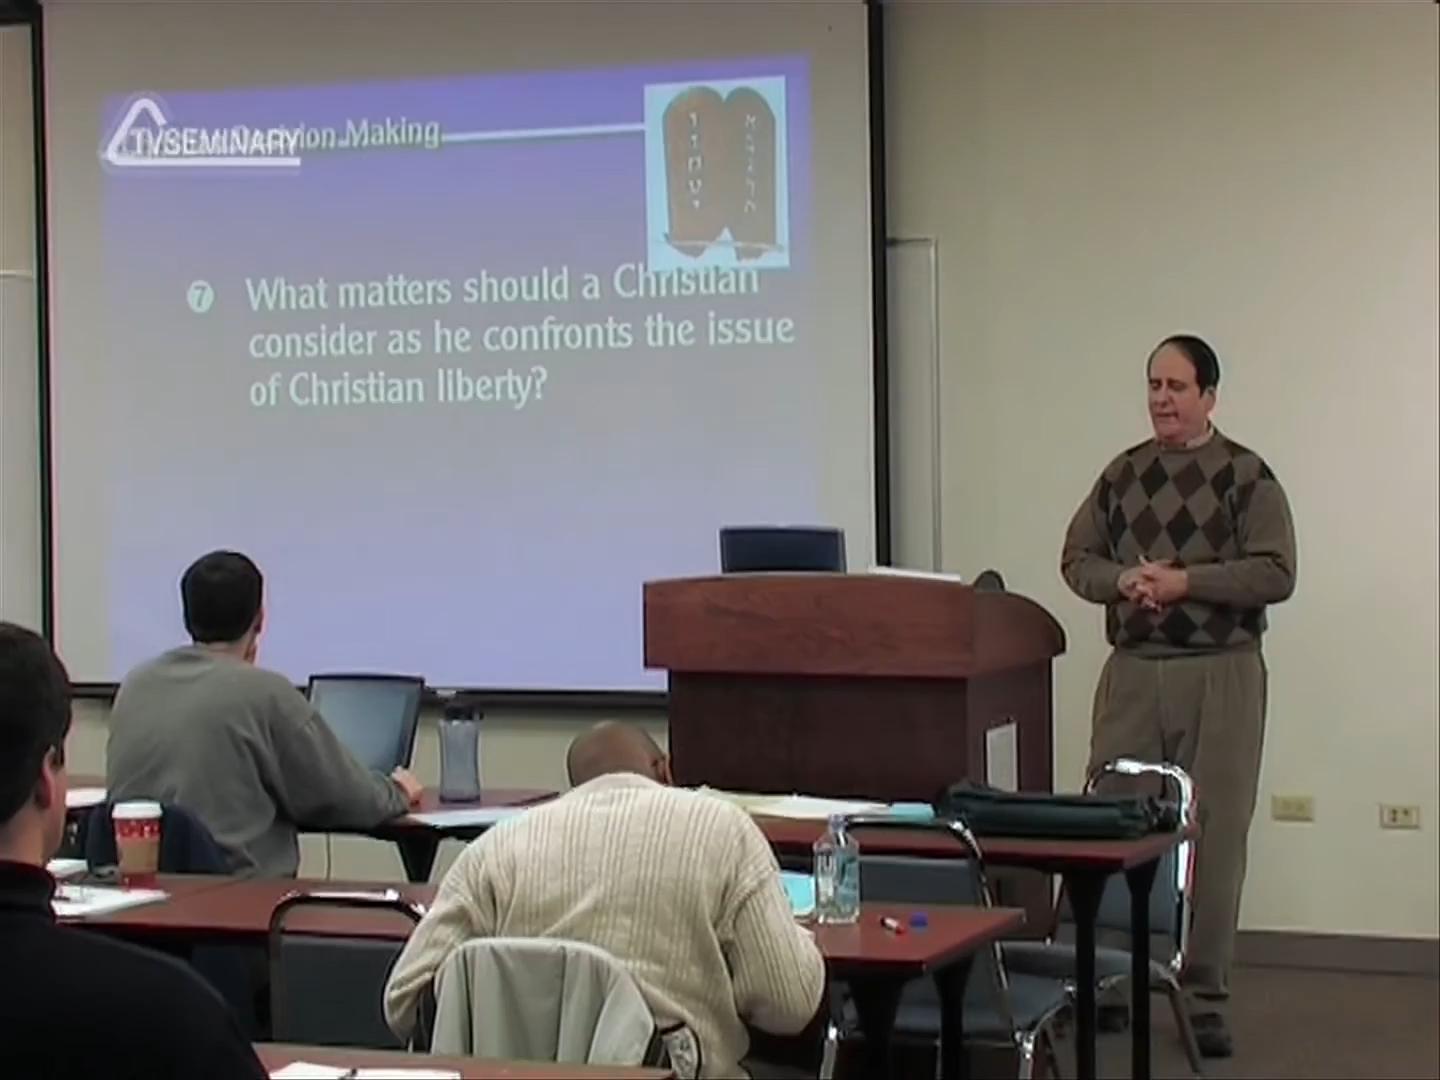 TVSEMINARY
Making
7 What matters should a Christian
consider as he confronts the issue
of Christian liberty?